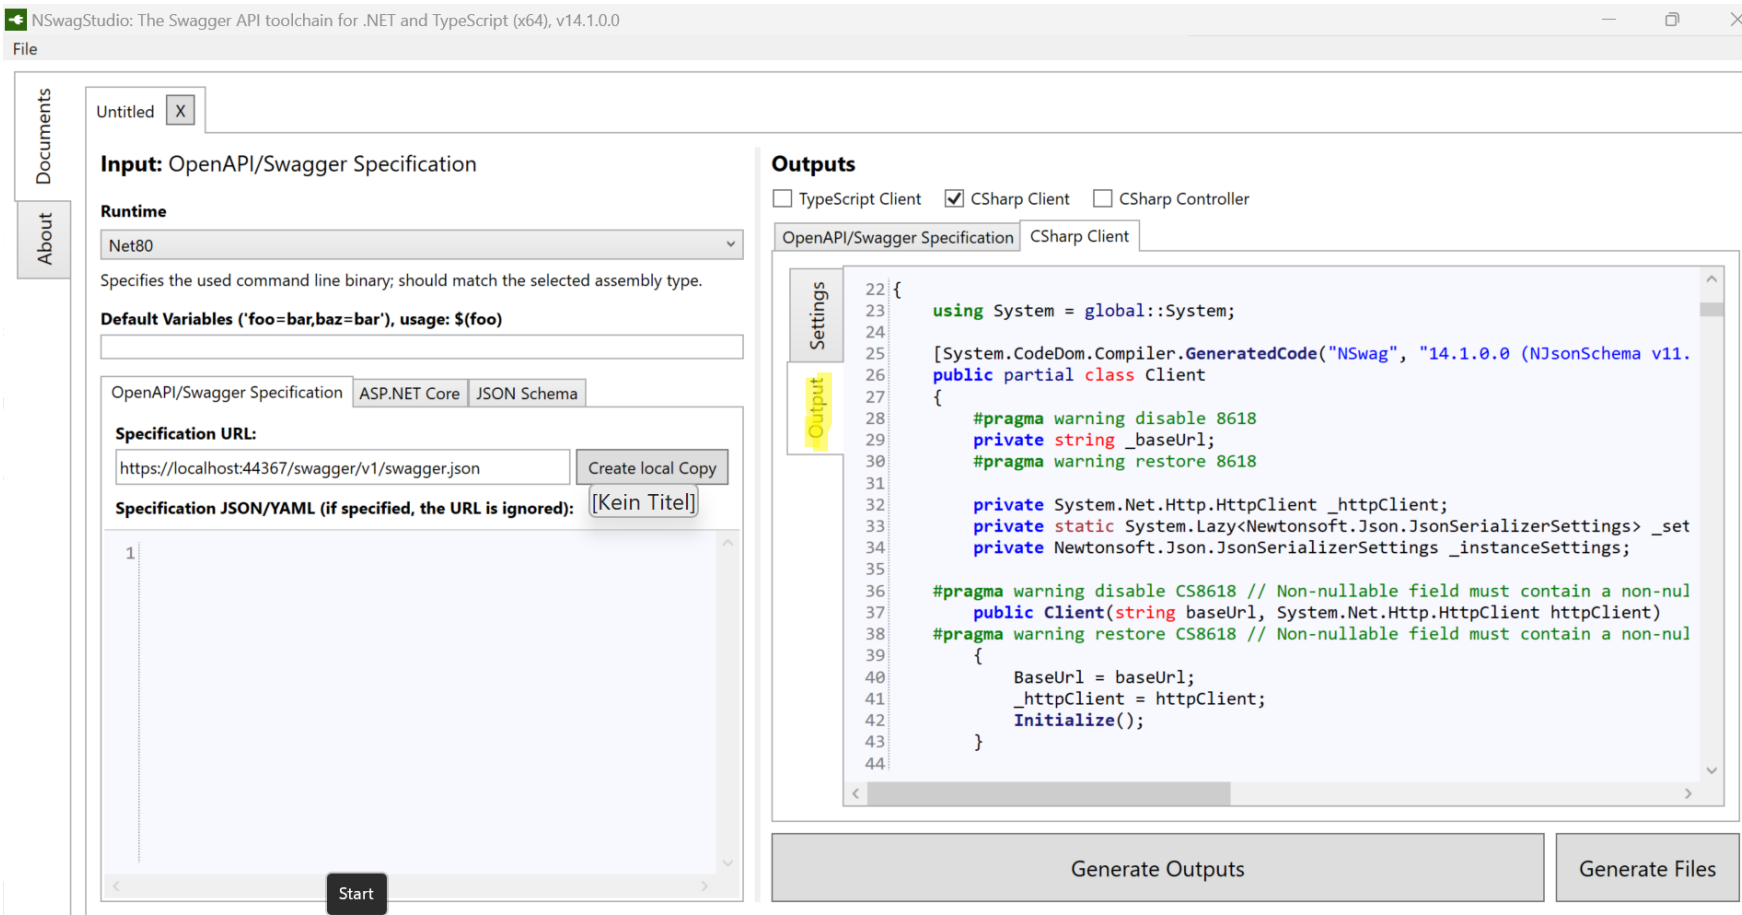 NSwagStudio: The Swagger API toolchain for .NET and TypeScript (x64), v14.1.0.0
File
Documents
About
Untitled X
Input: OpenAPI/Swagger Specification
Runtime
Net80
Specifies the used command line binary; should match the selected assembly type.
Default Variables ('foo=bar,baz=bar'), usage: $(foo)
OpenAPI/Swagger Specification ASP.NET Core JSON Schema
Specification URL:
https://localhost:44367/swagger/v1/swagger.json Create local Copy
[Kein Titel]
Specification JSON/YAML (if specified, the URL is ignored):
1
Start
Outputs
TypeScript Client CSharp Client CSharp Controller
OpenAPI/Swagger Specification CSharp Client
Settings
Output
22 {
23 using System = global::System;
24
25 [System.CodeDom.Compiler.GeneratedCode("NSwag", "14.1.0.0 (NJsonSchema v11.
26 public partial class Client
27 {
28 #pragma warning disable 8618
29 private string _baseUrl;
30 #pragma warning restore 8618
31
32 private System.Net.Http.HttpClient _httpClient;
33 private static System.Lazy<Newtonsoft.Json.JsonSerializerSettings> _set
34 private Newtonsoft.Json.JsonSerializerSettings _instanceSettings;
35
36 #pragma warning disable CS8618 // Non-nullable field must contain a non-nul
37 public Client(string baseUrl, System.Net.Http.HttpClient httpClient)
38 #pragma warning restore CS8618 // Non-nullable field must contain a non-nul
39 {
40 BaseUrl = baseUrl;
41 _httpClient = httpClient;
42 Initialize();
43 }
44
Generate Outputs Generate Files